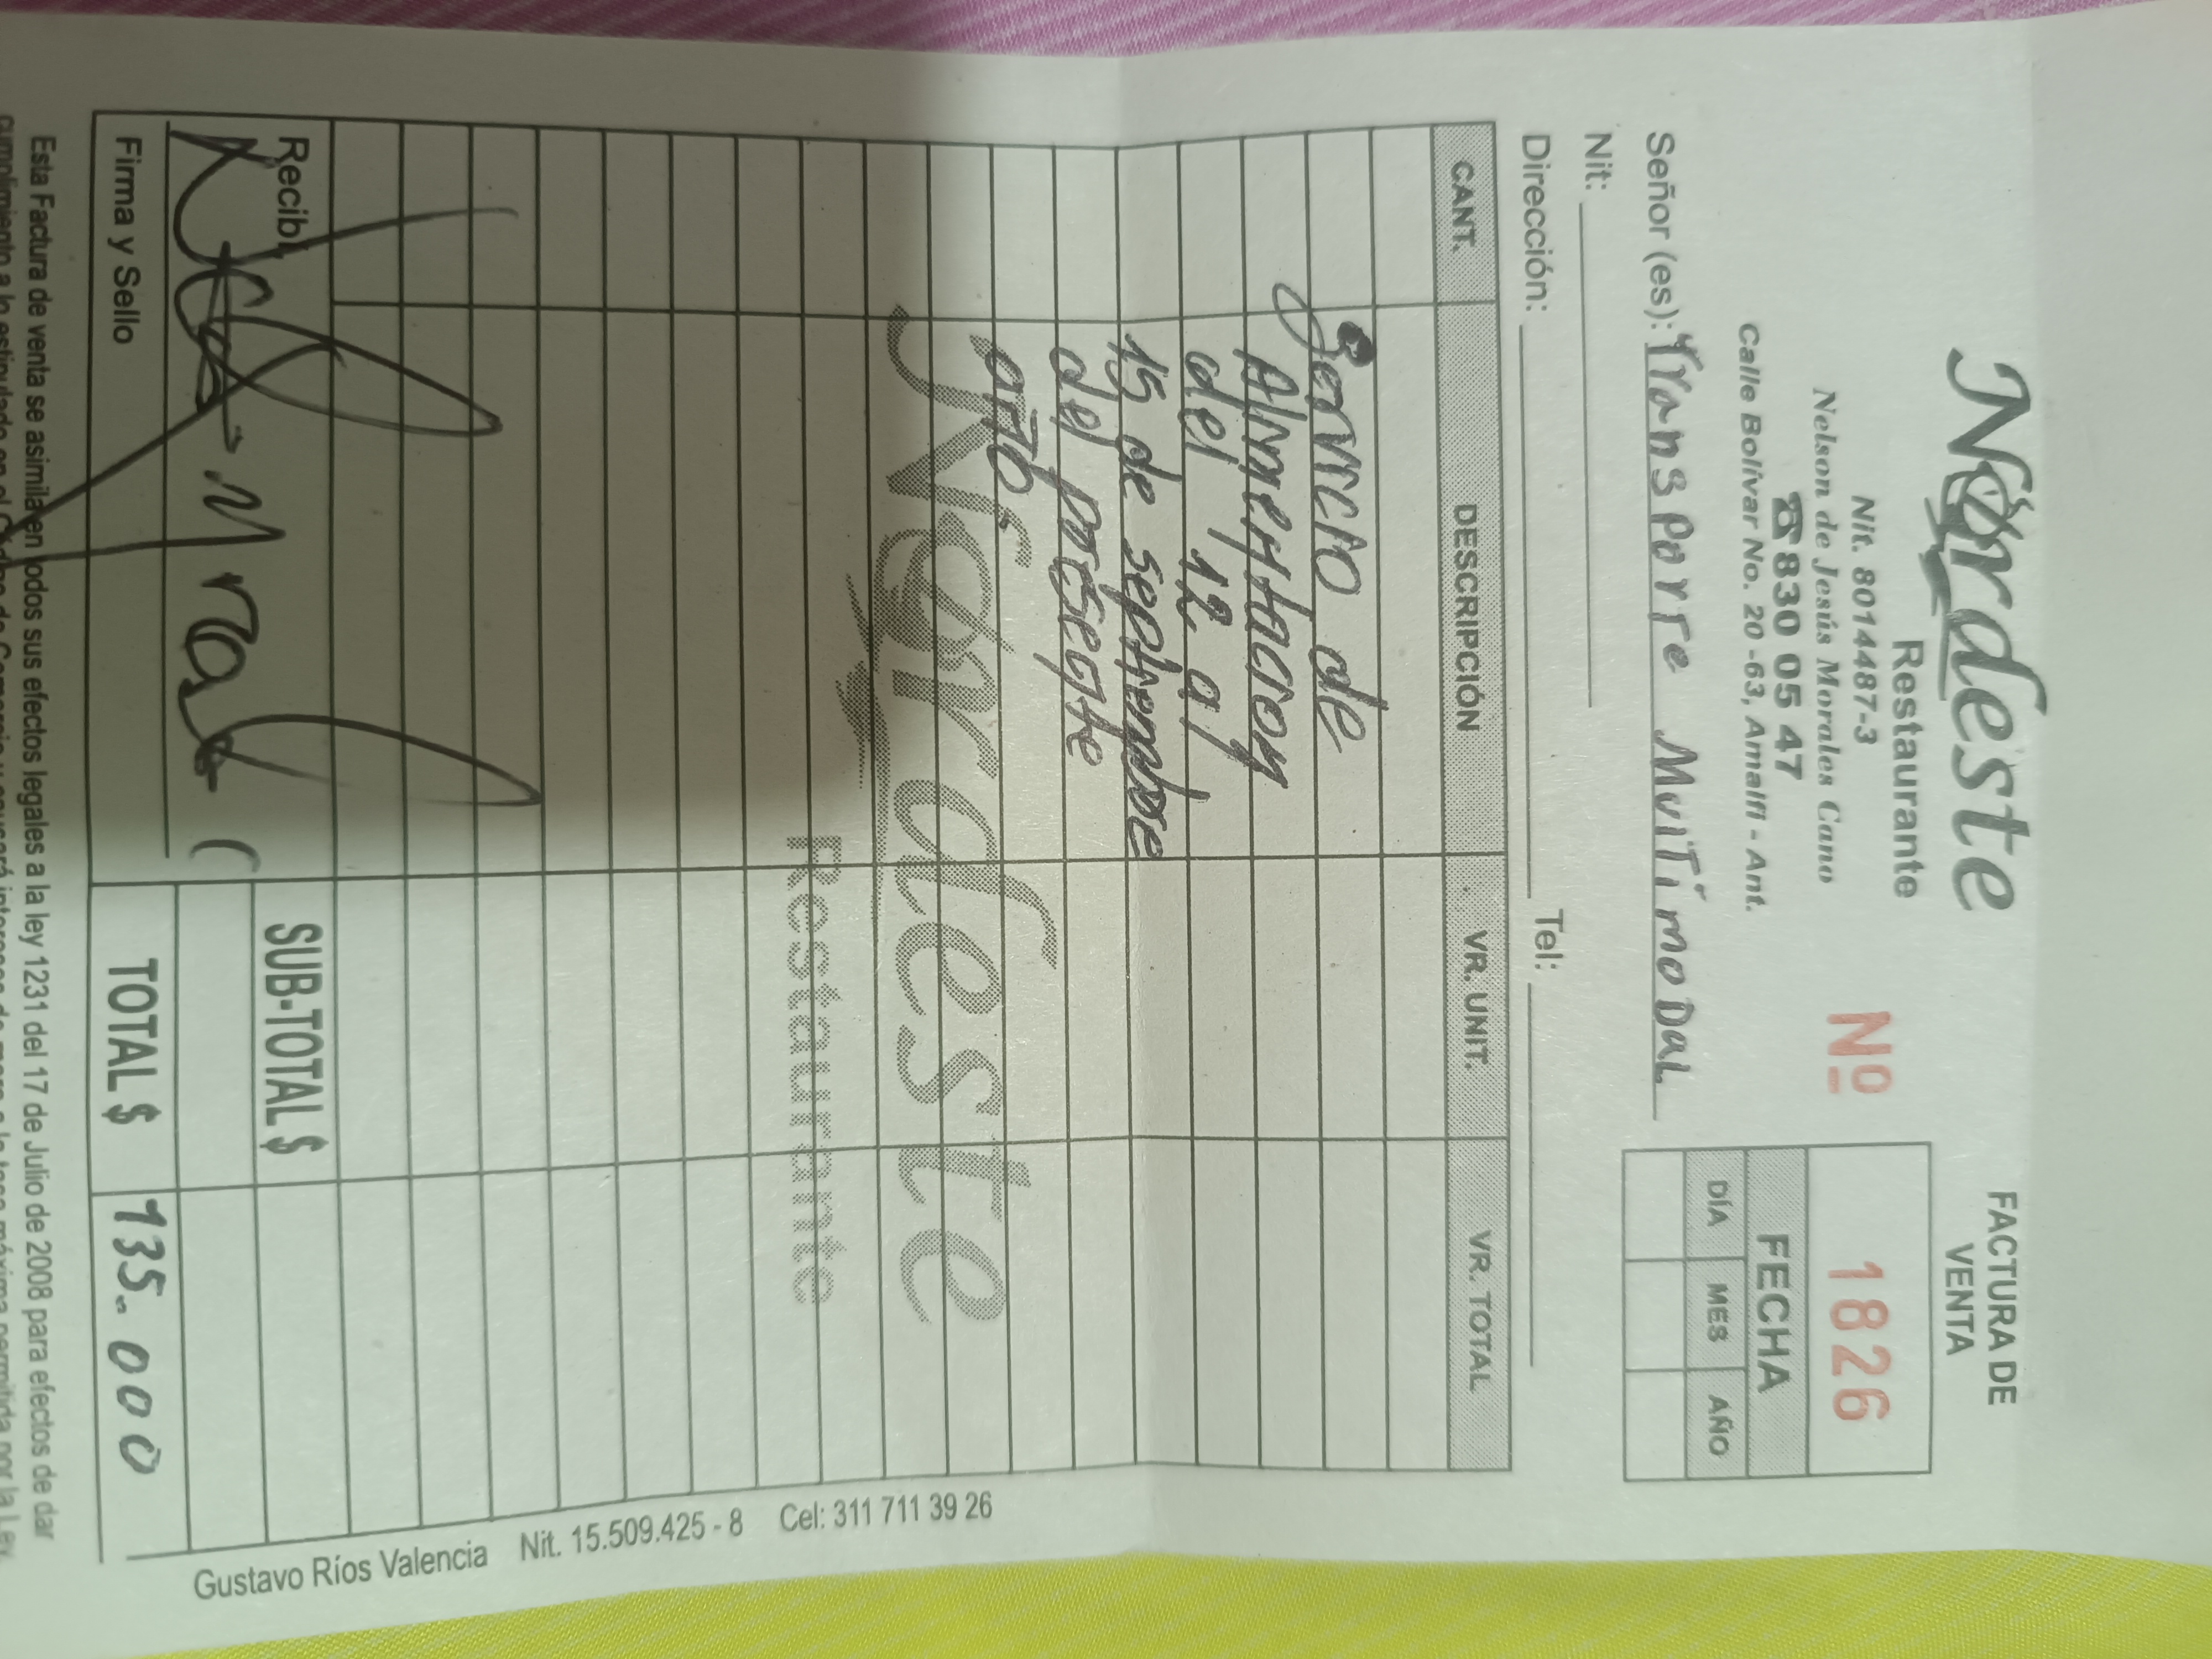 Nordeste
Restaurante
Nit. 8014487-3
Nelson de Jesús Morales Cano
☎ 830 05 47
Calle Bolívar No. 20 - 63, Amalfi - Ant.
FACTURA DE
VENTA
Nº 1826
FECHA
DÍA MES AÑO
Señor (es): Transporte MulTimoDaL
Nit:
Dirección: Tel:
CANT. DESCRIPCIÓN VR. UNIT. VR. TOTAL
Servicio de
Alimentacion
del 12 al
15 de septiembre
del presente
año.
Nordeste
Restaurante
Recibí
SUB-TOTAL $
Firma y Sello
TOTAL $ 135.000
Esta Factura de venta se asimila en todos sus efectos legales a la ley 1231 del 17 de Julio de 2008 para efectos de dar
Gustavo Ríos Valencia Nit. 15.509.425 - 8 Cel: 311 711 39 26